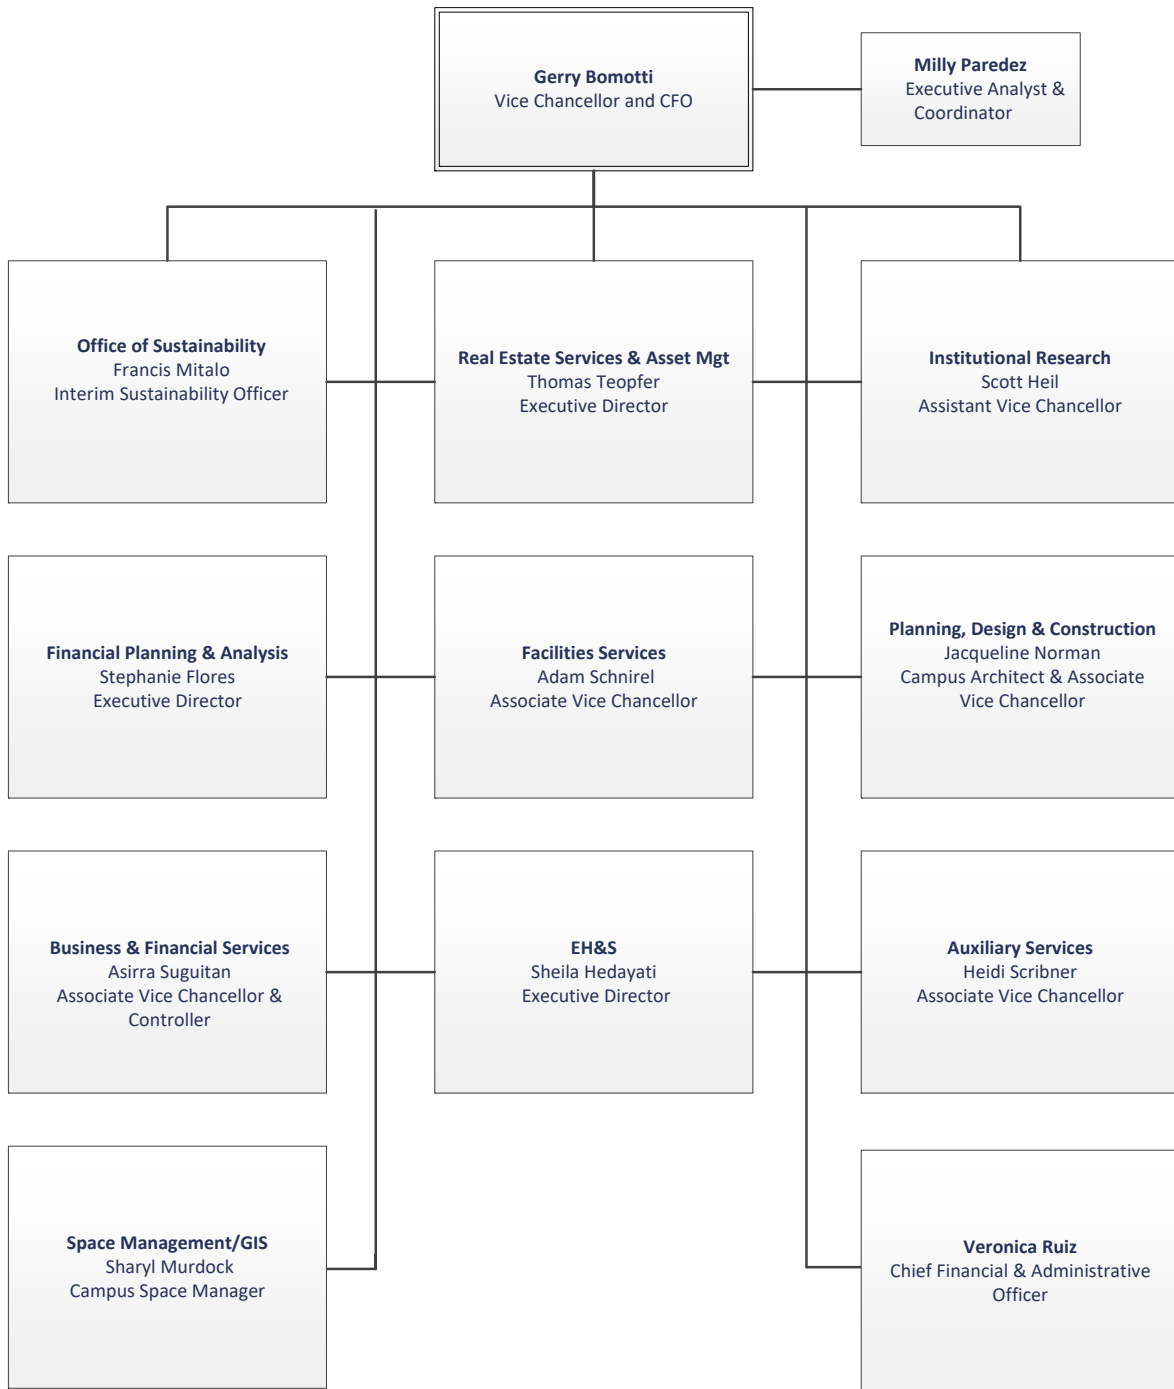 Gerry Bomotti
Vice Chancellor and CFO
Milly Paredez
Executive Analyst &
Coordinator
Office of Sustainability
Francis Mitalo
Interim Sustainability Officer
Real Estate Services & Asset Mgt
Thomas Teopfer
Executive Director
Institutional Research
Scott Heil
Assistant Vice Chancellor
Financial Planning & Analysis
Stephanie Flores
Executive Director
Facilities Services
Adam Schnirel
Associate Vice Chancellor
Planning, Design & Construction
Jacqueline Norman
Campus Architect & Associate
Vice Chancellor
Business & Financial Services
Asirra Suguitan
Associate Vice Chancellor &
Controller
EH&S
Sheila Hedayati
Executive Director
Auxiliary Services
Heidi Scribner
Associate Vice Chancellor
Space Management/GIS
Sharyl Murdock
Campus Space Manager
Veronica Ruiz
Chief Financial & Administrative
Officer